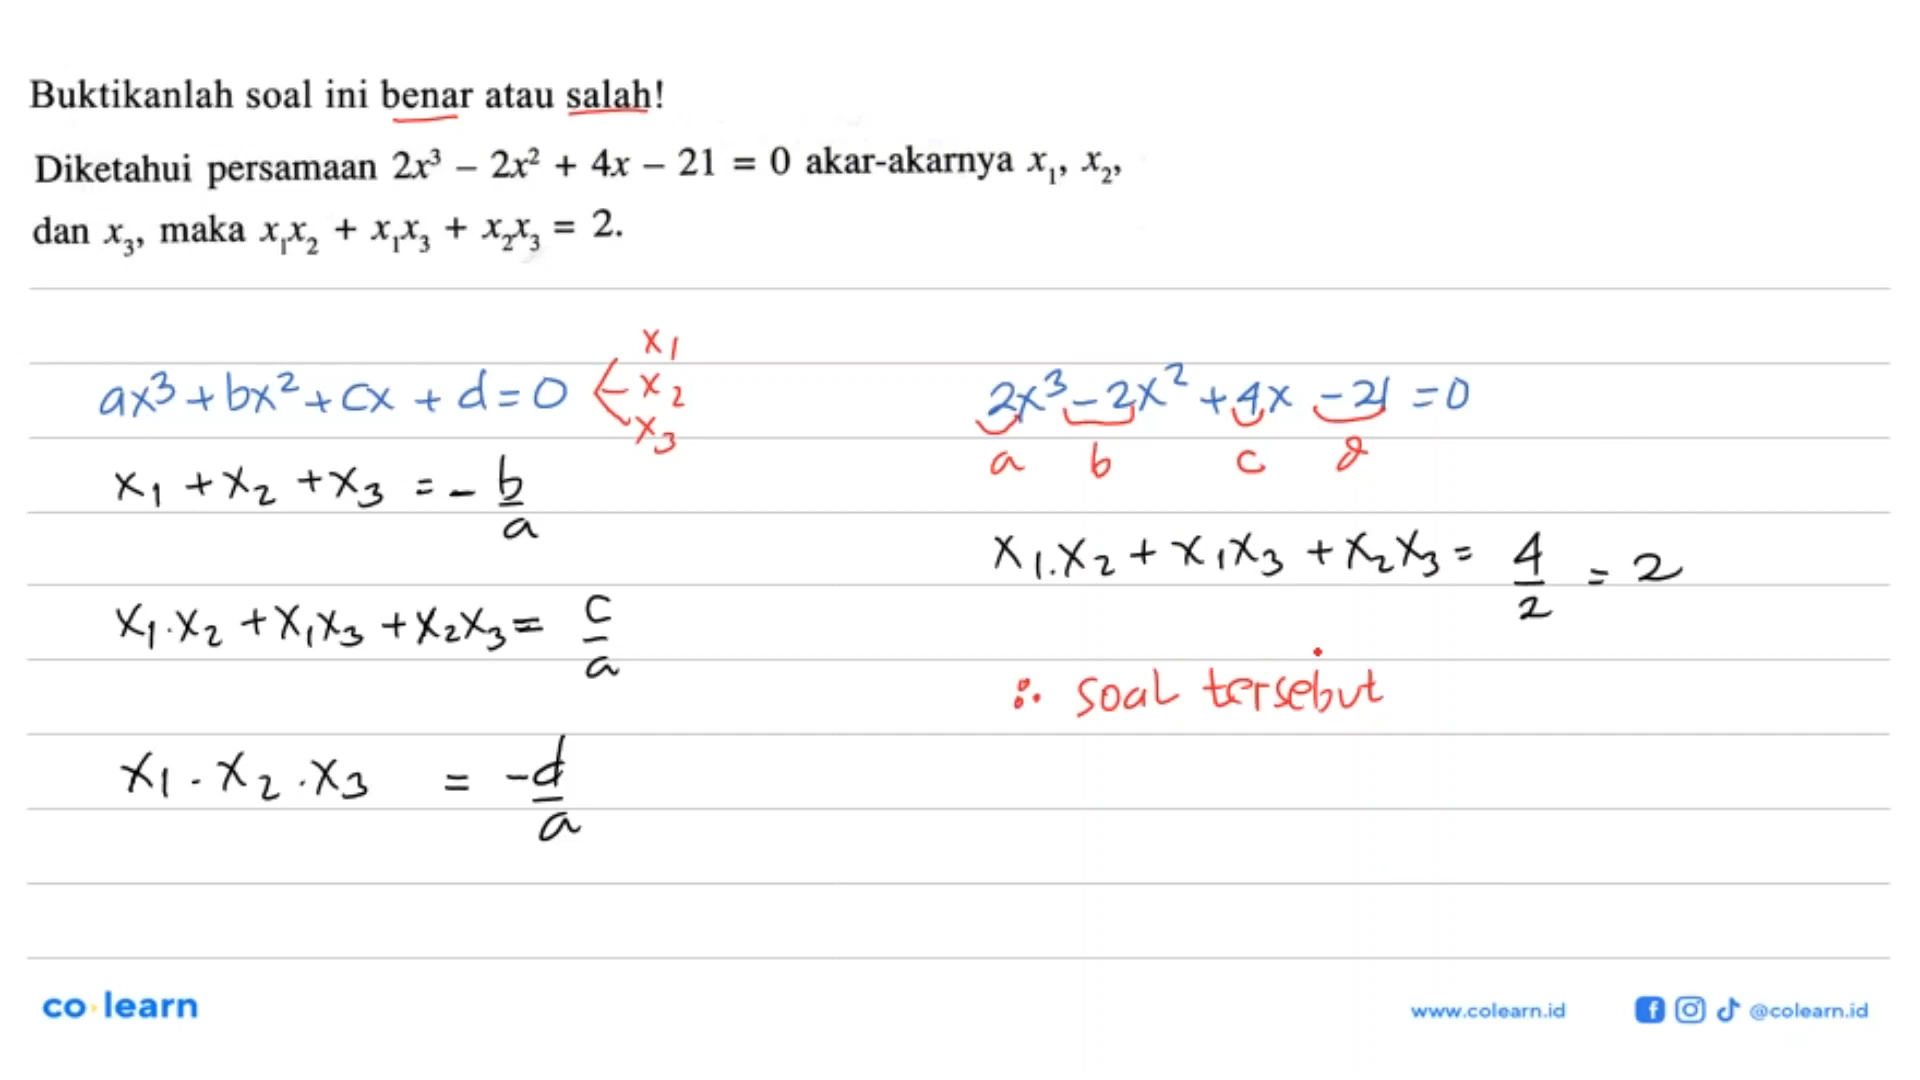 Buktikanlah soal ini benar atau salah!
Diketahui persamaan 2x³ – 2x² + 4x – 21 = 0 akar-akarnya x₁, x₂,
dan x₃, maka x₁x₂ + x₁x₃ + x₂x₃ = 2.
ax³ + bx² + cx + d = 0 < x₁ x₂ x₃
x₁ + x₂ + x₃ = - b/a
x₁.x₂ + x₁x₃ + x₂x₃ = c/a
x₁.x₂.x₃ = -d/a
2x³ - 2x² + 4x - 21 = 0
a b c d
x₁.x₂ + x₁x₃ + x₂x₃ = 4/2 = 2
∴ soal tersebut
co learn
www.colearn.id
@colearn.id